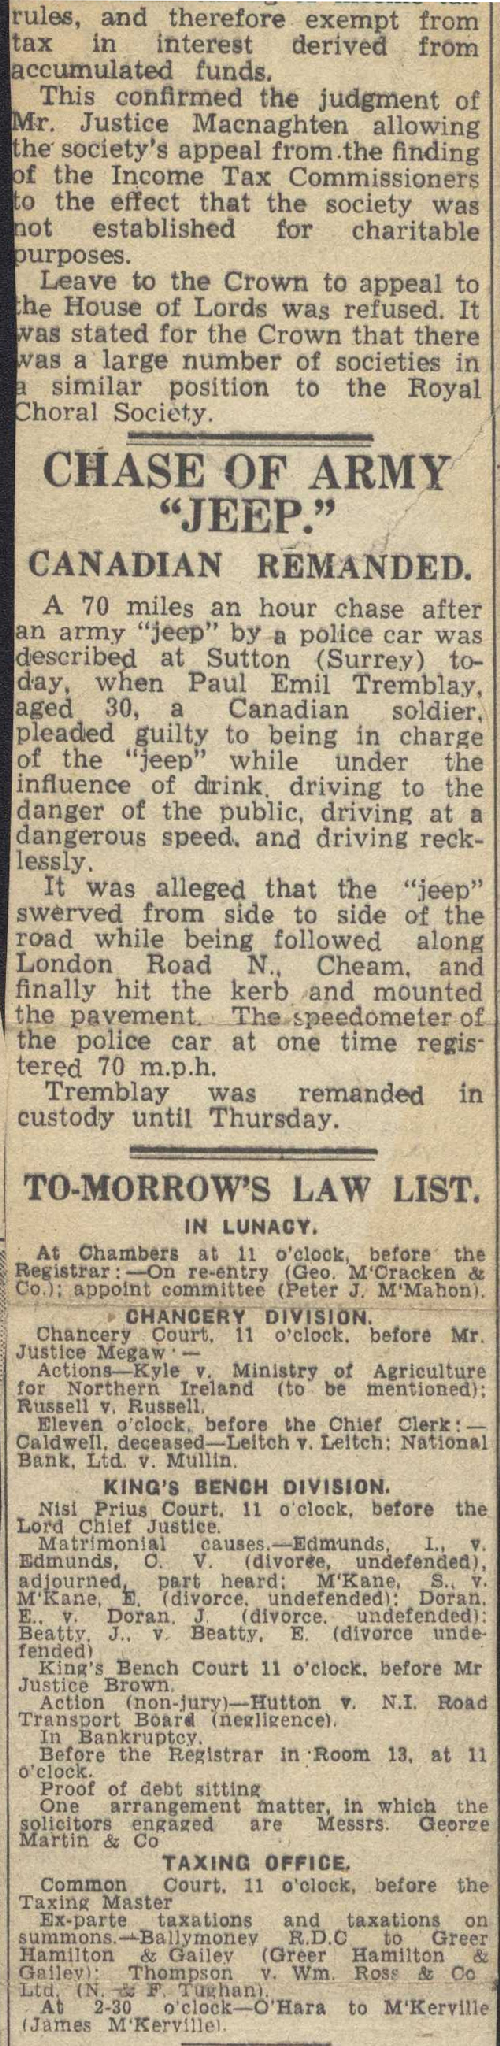 rules, and therefore exempt from
tax in interest derived from
accumulated funds.
This confirmed the judgment of
Mr. Justice Macnaghten allowing
the society's appeal from the finding
of the Income Tax Commissioners
to the effect that the society was
not established for charitable
purposes.
Leave to the Crown to appeal to
the House of Lords was refused. It
was stated for the Crown that there
was a large number of societies in
a similar position to the Royal
Choral Society.
CHASE OF ARMY
"JEEP."
CANADIAN REMANDED.
A 70 miles an hour chase after
an army "jeep" by a police car was
described at Sutton (Surrey) to-
day, when Paul Emil Tremblay,
aged 30, a Canadian soldier,
pleaded guilty to being in charge
of the "jeep" while under the
influence of drink, driving to the
danger of the public, driving at a
dangerous speed, and driving reck-
lessly.
It was alleged that the "jeep"
swerved from side to side of the
road while being followed along
London Road N., Cheam, and
finally hit the kerb and mounted
the pavement. The speedometer of
the police car at one time regis-
tered 70 m.p.h.
Tremblay was remanded in
custody until Thursday.
TO-MORROW'S LAW LIST.
IN LUNACY.
At Chambers at 11 o'clock, before the
Registrar:—On re-entry (Geo. M'Cracken &
Co.); appoint committee (Peter J. M'Mahon).
CHANCERY DIVISION.
Chancery Court, 11 o'clock, before Mr.
Justice Megaw:—
Actions—Kyle v. Ministry of Agriculture
for Northern Ireland (to be mentioned);
Russell v. Russell.
Eleven o'clock, before the Chief Clerk:—
Caldwell, deceased—Leitch v. Leitch; National
Bank, Ltd. v. Mullin.
KING'S BENCH DIVISION.
Nisi Prius Court, 11 o'clock, before the
Lord Chief Justice.
Matrimonial causes.—Edmunds, I., v.
Edmunds, C. V. (divorce, undefended),
adjourned, part heard; M'Kane, S., v.
M'Kane, E. (divorce, undefended); Doran,
E., v. Doran, J. (divorce, undefended);
Beatty, J., v. Beatty, E. (divorce unde-
fended)
King's Bench Court 11 o'clock, before Mr
Justice Brown.
Action (non-jury)—Hutton v. N.I. Road
Transport Board (negligence).
In Bankruptcy.
Before the Registrar in Room 13, at 11
o'clock.
Proof of debt sitting
One arrangement matter, in which the
solicitors engaged are Messrs. George
Martin & Co
TAXING OFFICE.
Common Court, 11 o'clock, before the
Taxing Master
Ex-parte taxations and taxations on
summons.—Ballymoney R.D.C to Greer
Hamilton & Gailey (Greer Hamilton &
Gailey); Thompson v. Wm. Ross & Co
Ltd. (N. & F. Tughan).
At 2-30 o'clock—O'Hara to M'Kerville
(James M'Kerville).